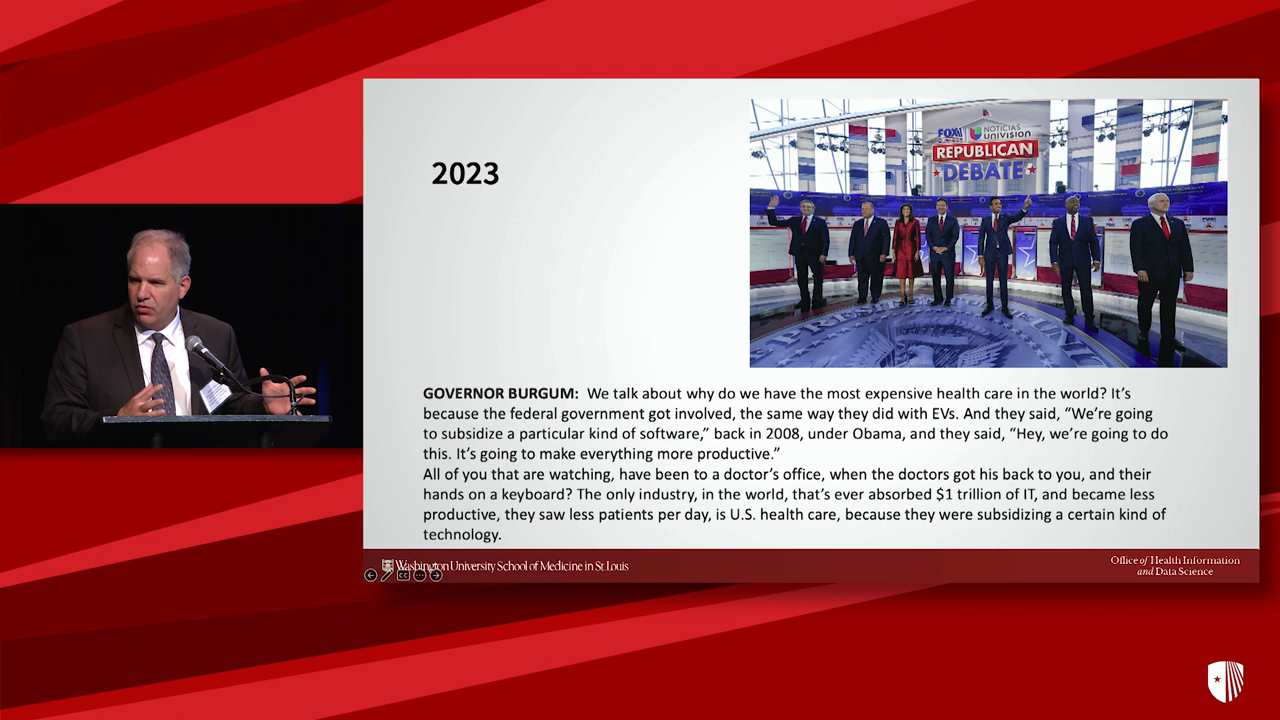 2023
FOX
NOTICIAS
univision
REPUBLICAN
DEBATE
GOVERNOR BURGUM: We talk about why do we have the most expensive health care in the world? It’s
because the federal government got involved, the same way they did with EVs. And they said, “We’re going
to subsidize a particular kind of software,” back in 2008, under Obama, and they said, “Hey, we’re going to do
this. It’s going to make everything more productive.”
All of you that are watching, have been to a doctor’s office, when the doctors got his back to you, and their
hands on a keyboard? The only industry, in the world, that’s ever absorbed $1 trillion of IT, and became less
productive, they saw less patients per day, is U.S. health care, because they were subsidizing a certain kind of
technology.
Washington University School of Medicine in St. Louis
Office of Health Information
and Data Science